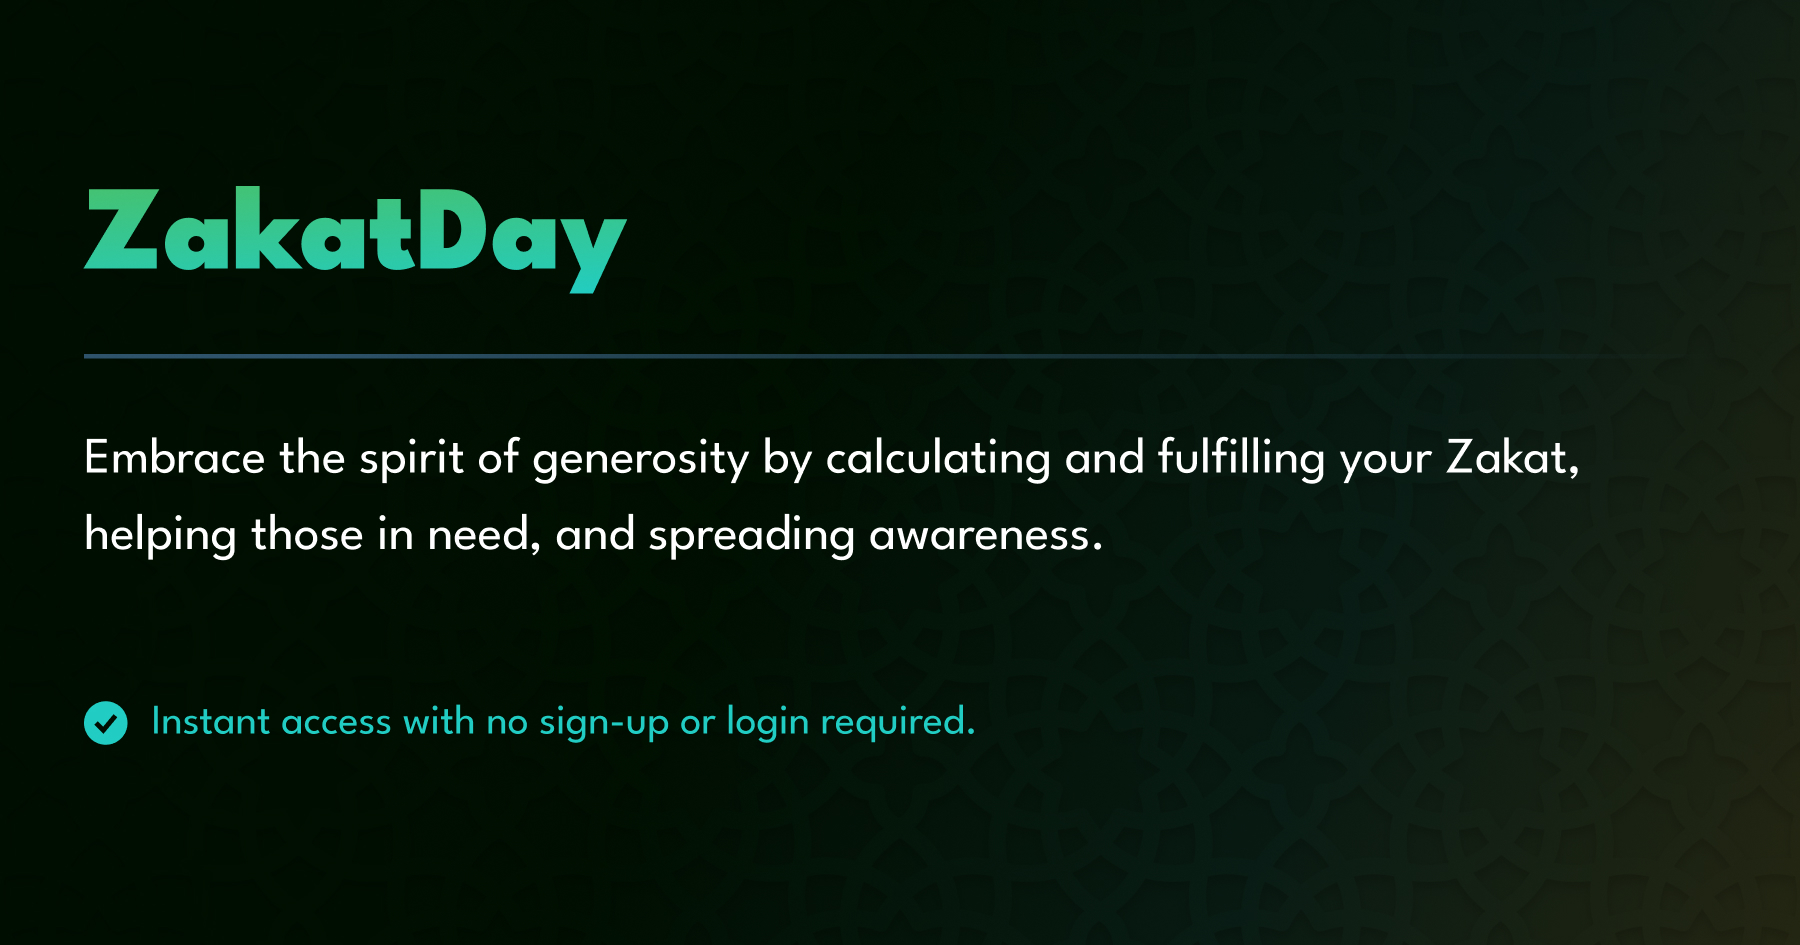 ZakatDay
Embrace the spirit of generosity by calculating and fulfilling your Zakat,
helping those in need, and spreading awareness.
Instant access with no sign-up or login required.